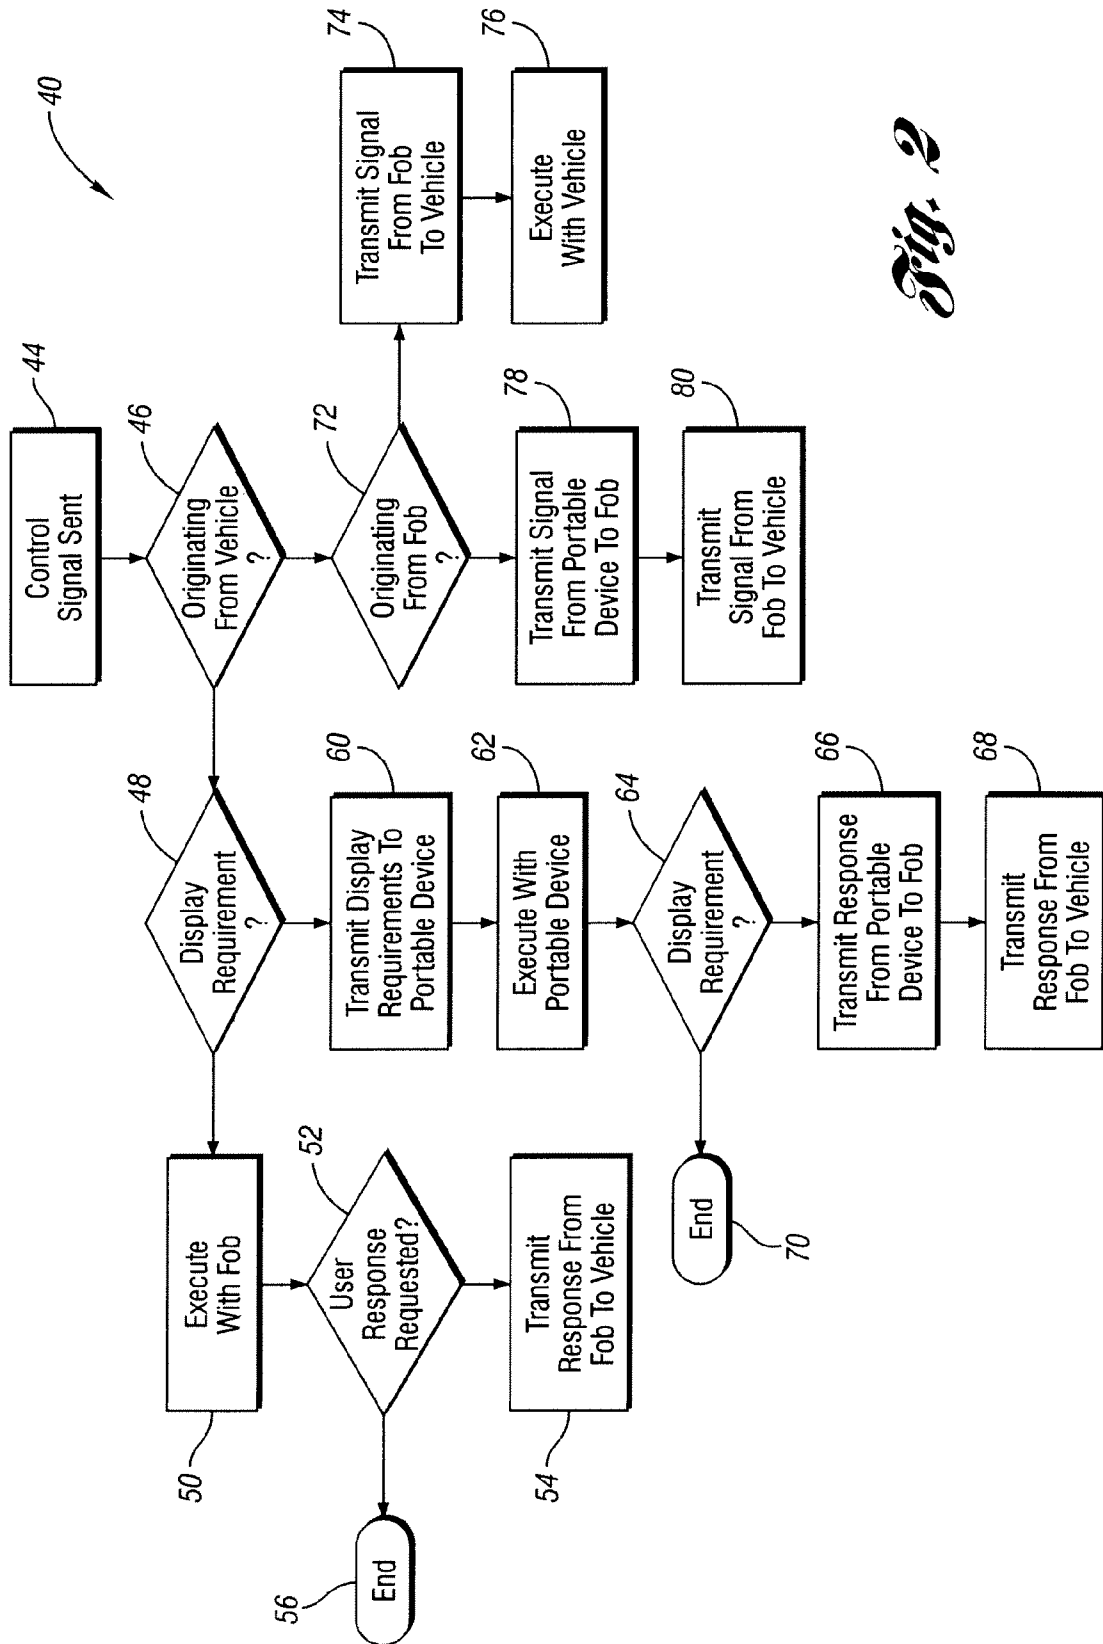 40
44
Control
Signal Sent
46
Originating
From Vehicle
?
48
Display
Requirement
?
50
Execute
With Fob
52
User
Response
Requested?
54
Transmit
Response From
Fob To Vehicle
56
End
60
Transmit Display
Requirements To
Portable Device
62
Execute With
Portable Device
64
Display
Requirement
?
66
Transmit Response
From Portable
Device To Fob
68
Transmit
Response From
Fob To Vehicle
70
End
72
Originating
From Fob
?
74
Transmit Signal
From Fob
To Vehicle
76
Execute
With Vehicle
78
Transmit Signal
From Portable
Device To Fob
80
Transmit
Signal From
Fob To Vehicle
Fig. 2